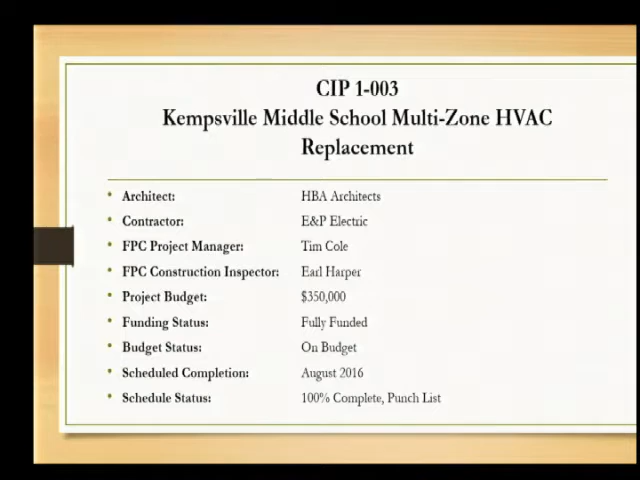 CIP 1-003
Kempsville Middle School Multi-Zone HVAC
Replacement
• Architect: HBA Architects
• Contractor: E&P Electric
• FPC Project Manager: Tim Cole
• FPC Construction Inspector: Earl Harper
• Project Budget: $350,000
• Funding Status: Fully Funded
• Budget Status: On Budget
• Scheduled Completion: August 2016
• Schedule Status: 100% Complete, Punch List